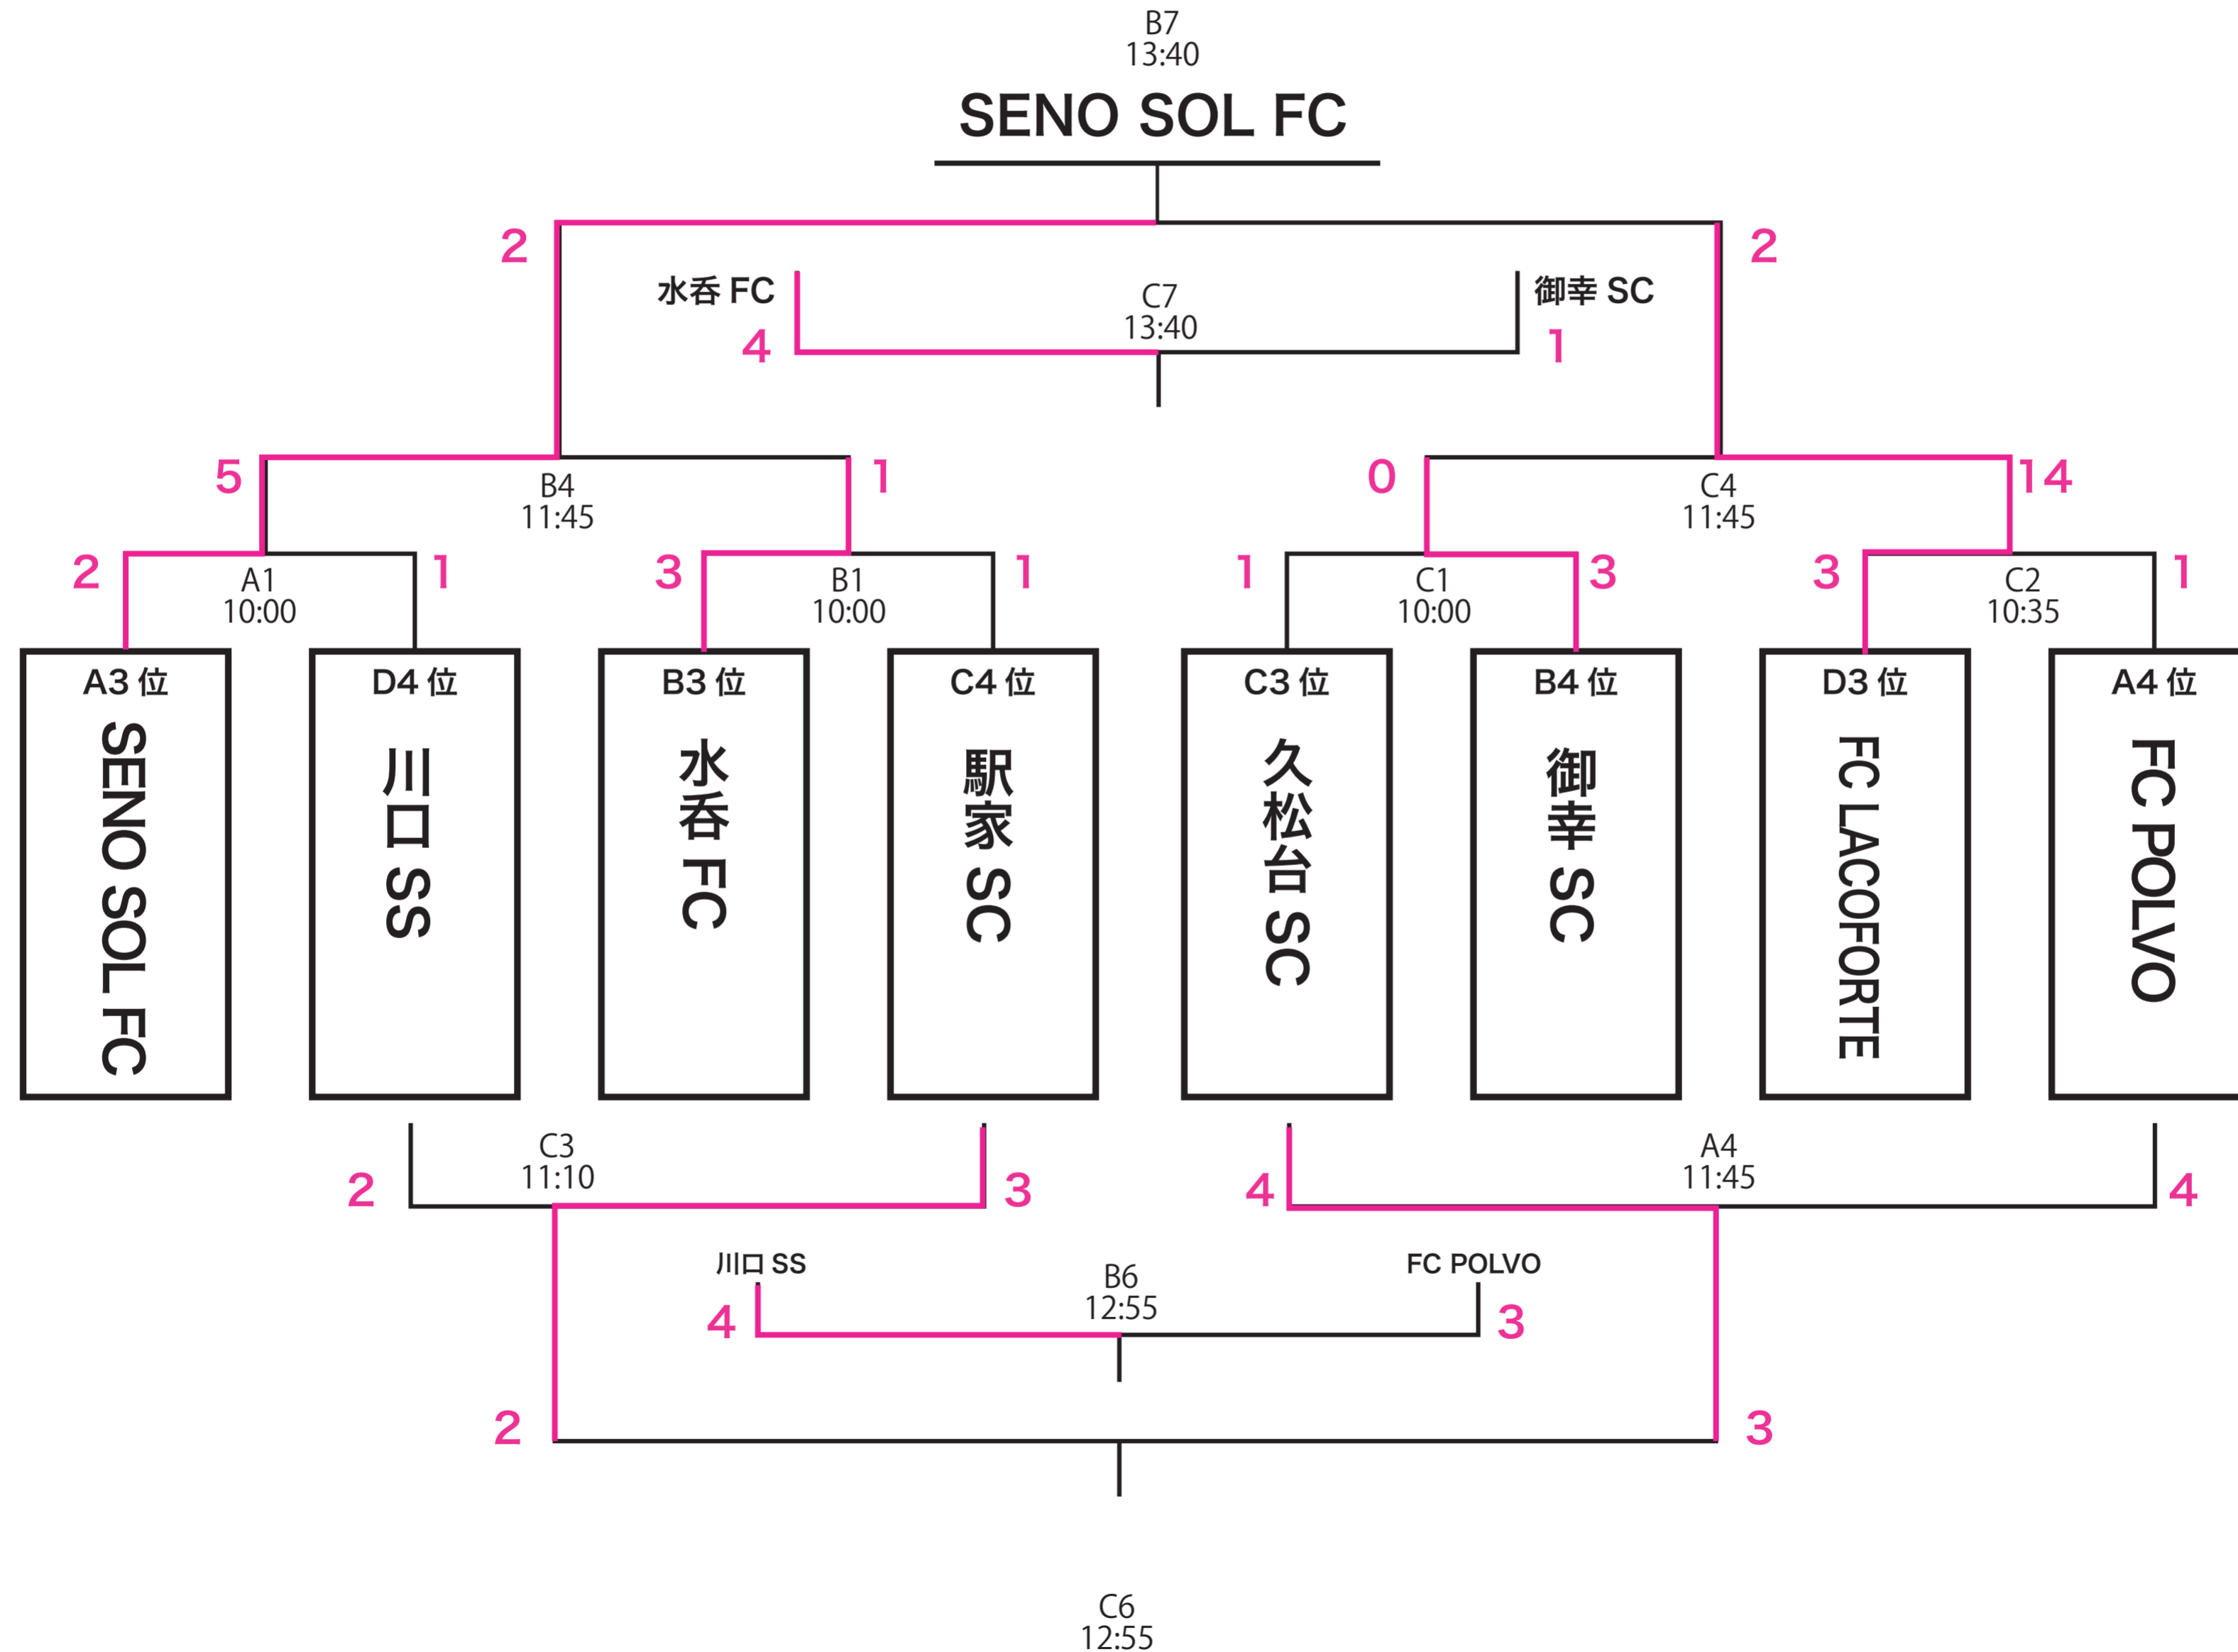 B7
13:40
SENO SOL FC
2
2
水呑 FC
御幸 SC
C7
13:40
4
1
5
1
0
14
B4
11:45
C4
11:45
2
1
3
1
1
3
3
1
A1
10:00
B1
10:00
C1
10:00
C2
10:35
A3 位
D4 位
B3 位
C4 位
C3 位
B4 位
D3 位
A4 位
SENO SOL FC
川口 SS
水呑 FC
駅家 SC
久松台 SC
御幸 SC
FC LACOFORTE
FC POLVO
C3
11:10
A4
11:45
2
3
4
4
川口 SS
FC POLVO
B6
12:55
4
3
2
3
C6
12:55